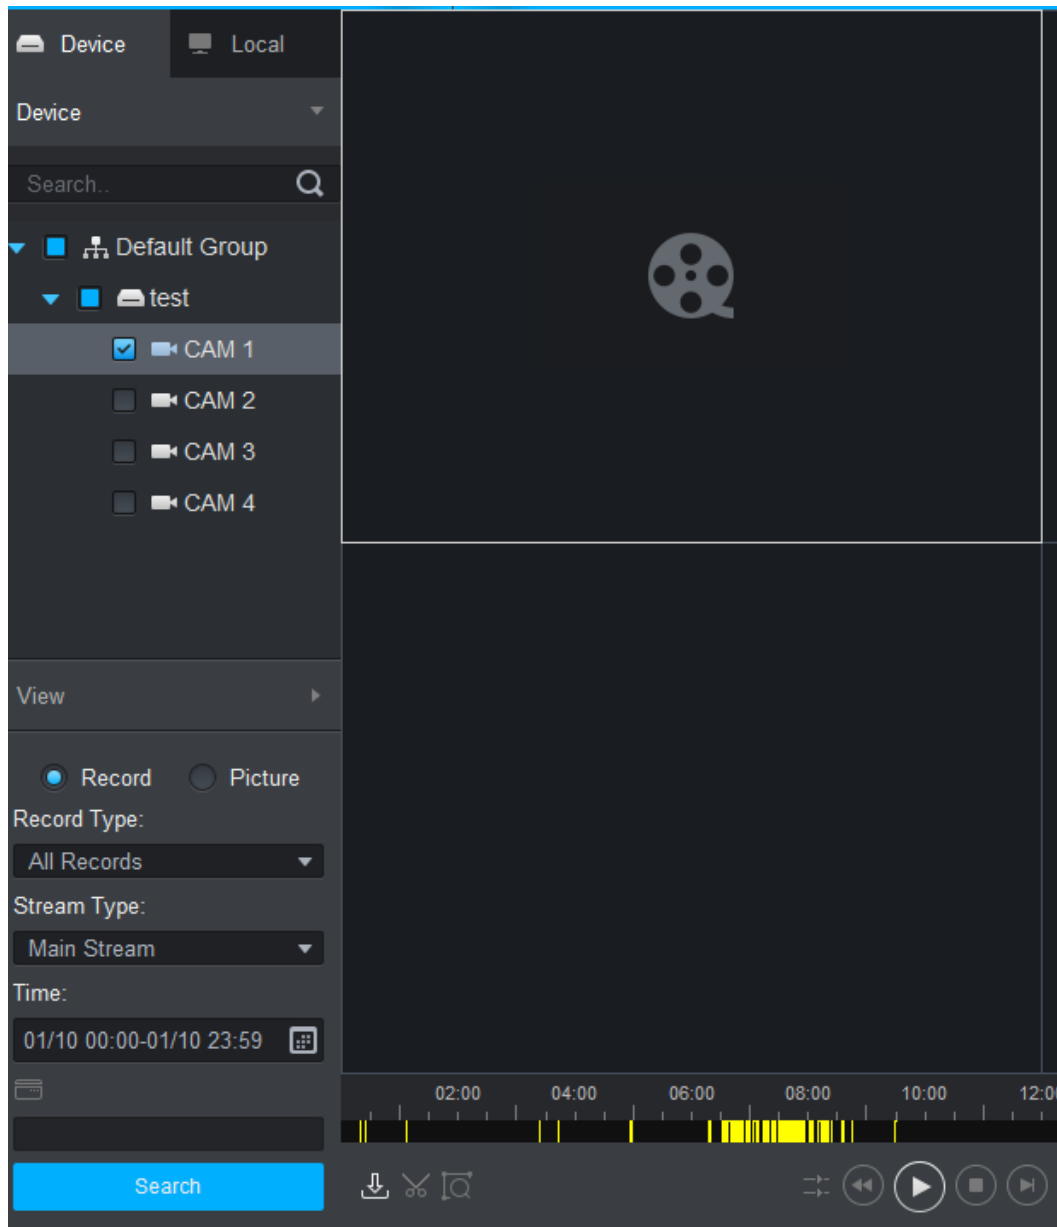 Device Local
Device
Search..
Default Group
test
CAM 1
CAM 2
CAM 3
CAM 4
View
Record Picture
Record Type:
All Records
Stream Type:
Main Stream
Time:
01/10 00:00-01/10 23:59
02:00 04:00 06:00 08:00 10:00 12:0
Search